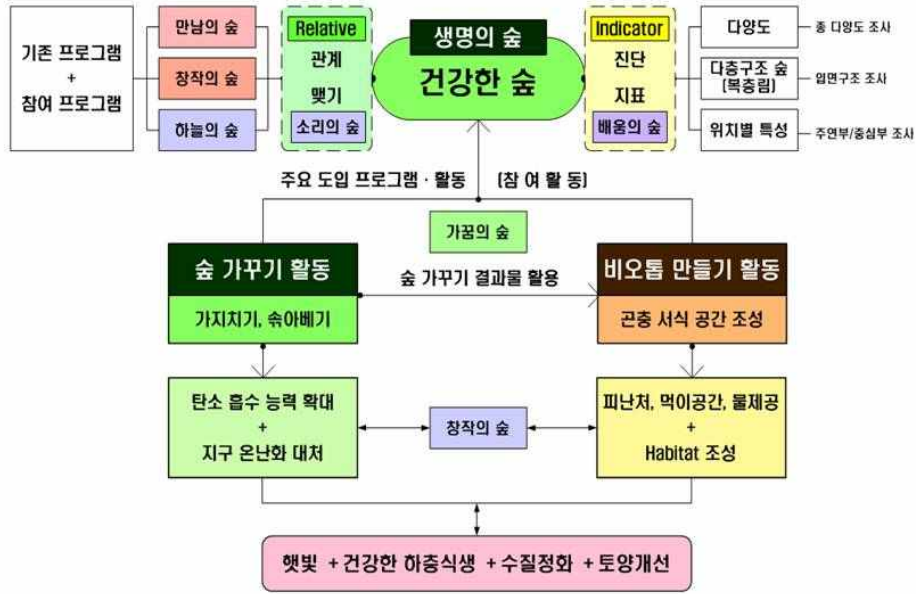 기존 프로그램
+
참여 프로그램
만남의 숲
창작의 숲
하늘의 숲
Relative
관계
맺기
소리의 숲
생명의 숲
건강한 숲
Indicator
진단
지표
배움의 숲
다양도
다층구조 숲
(복층림)
위치별 특성
종 다양도 조사
입면구조 조사
주연부/중심부 조사
주요 도입 프로그램 · 활동 [참 여 활 동]
가꿈의 숲
숲 가꾸기 활동
가지치기, 솎아베기
숲 가꾸기 결과물 활용
비오톱 만들기 활동
곤충 서식 공간 조성
탄소 흡수 능력 확대
+
지구 온난화 대처
창작의 숲
피난처, 먹이공간, 물제공
+
Habitat 조성
햇빛 +건강한 하층식생 +수질정화 +토양개선